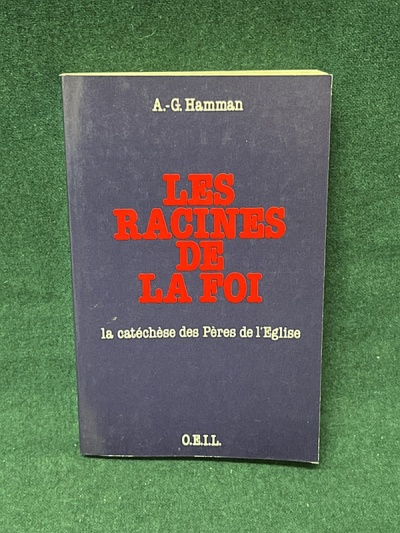 A.-G. Hamman
LES
RACINES
DE
LA FOI
la catéchèse des Pères de l'Eglise
O.E.I.L.